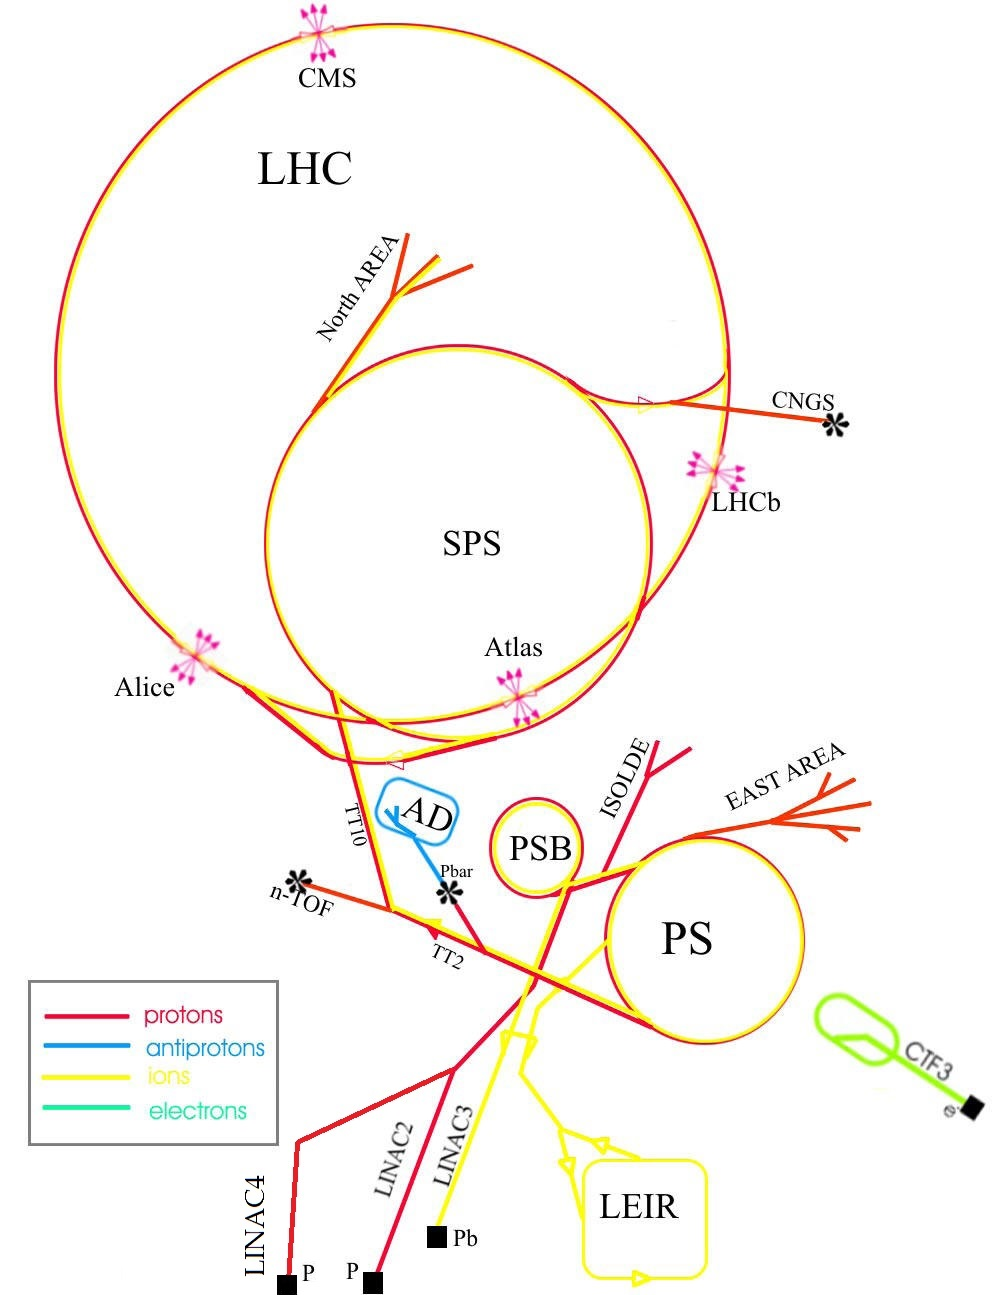 CMS
LHC
North AREA
CNGS
LHCb
SPS
Atlas
Alice
ISOLDE
EAST AREA
TT10
AD
PSB
Pbar
n-TOF
TT2
PS
protons
antiprotons
ions
electrons
CTF3
e-
LINAC2
LINAC3
LINAC4
LEIR
Pb
P
P